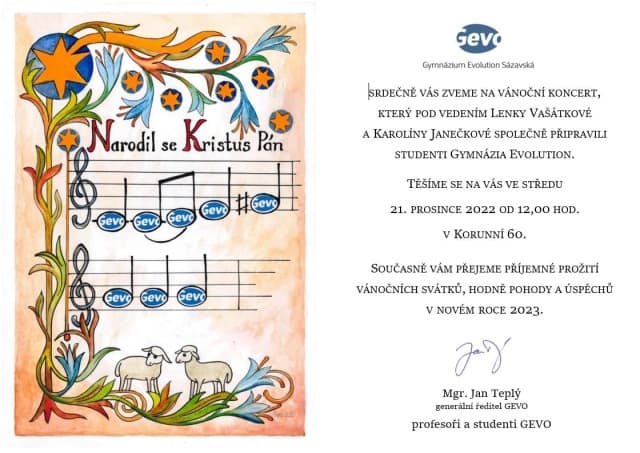 Narodil se Kristus Pán
Gevo Gevo Gevo Gevo Gevo
Gevo Gevo Gevo
Gevo
Gymnázium Evolution Sázavská
SRDEČNĚ VÁS ZVEME NA VÁNOČNÍ KONCERT,
KTERÝ POD VEDENÍM LENKY VAŠÁTKOVÉ
A KAROLÍNY JANEČKOVÉ SPOLEČNĚ PŘIPRAVILI
STUDENTI GYMNÁZIA EVOLUTION.
TĚŠÍME SE NA VÁS VE STŘEDU
21. PROSINCE 2022 OD 12,00 HOD.
V KORUNNÍ 60.
SOUČASNĚ VÁM PŘEJEME PŘÍJEMNÉ PROŽITÍ
VÁNOČNÍCH SVÁTKŮ, HODNĚ POHODY A ÚSPĚCHŮ
V NOVÉM ROCE 2023.
Mgr. Jan Teplý
generální ředitel GEVO
profesoři a studenti GEVO